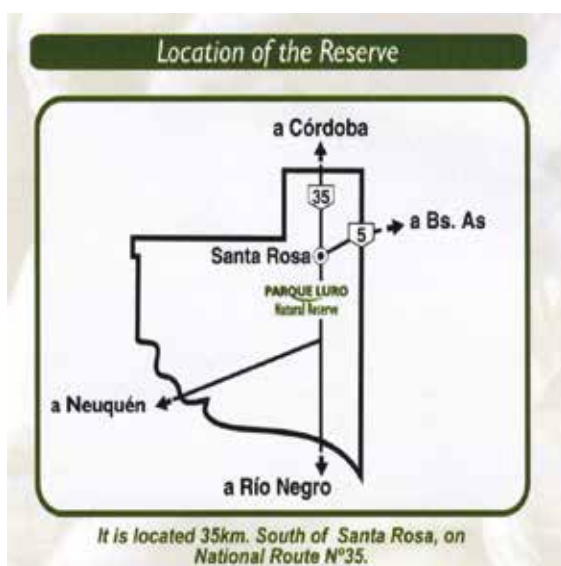 Location of the Reserve
a Córdoba
35
5
a Bs. As
Santa Rosa
PARQUE LURO
Natural Reserve
a Neuquén
a Río Negro
It is located 35km. South of Santa Rosa, on
National Route Nº35.